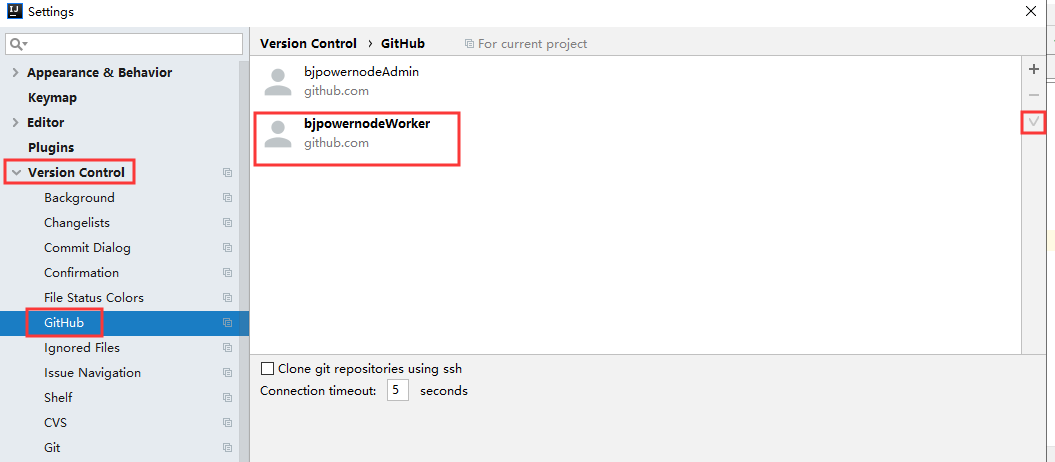 IJ Settings
Version Control › GitHub For current project
Appearance & Behavior
Keymap
Editor
Plugins
Version Control
Background
Changelists
Commit Dialog
Confirmation
File Status Colors
GitHub
Ignored Files
Issue Navigation
Shelf
CVS
Git
bjpowernodeAdmin
github.com
bjpowernodeWorker
github.com
Clone git repositories using ssh
Connection timeout: 5 seconds